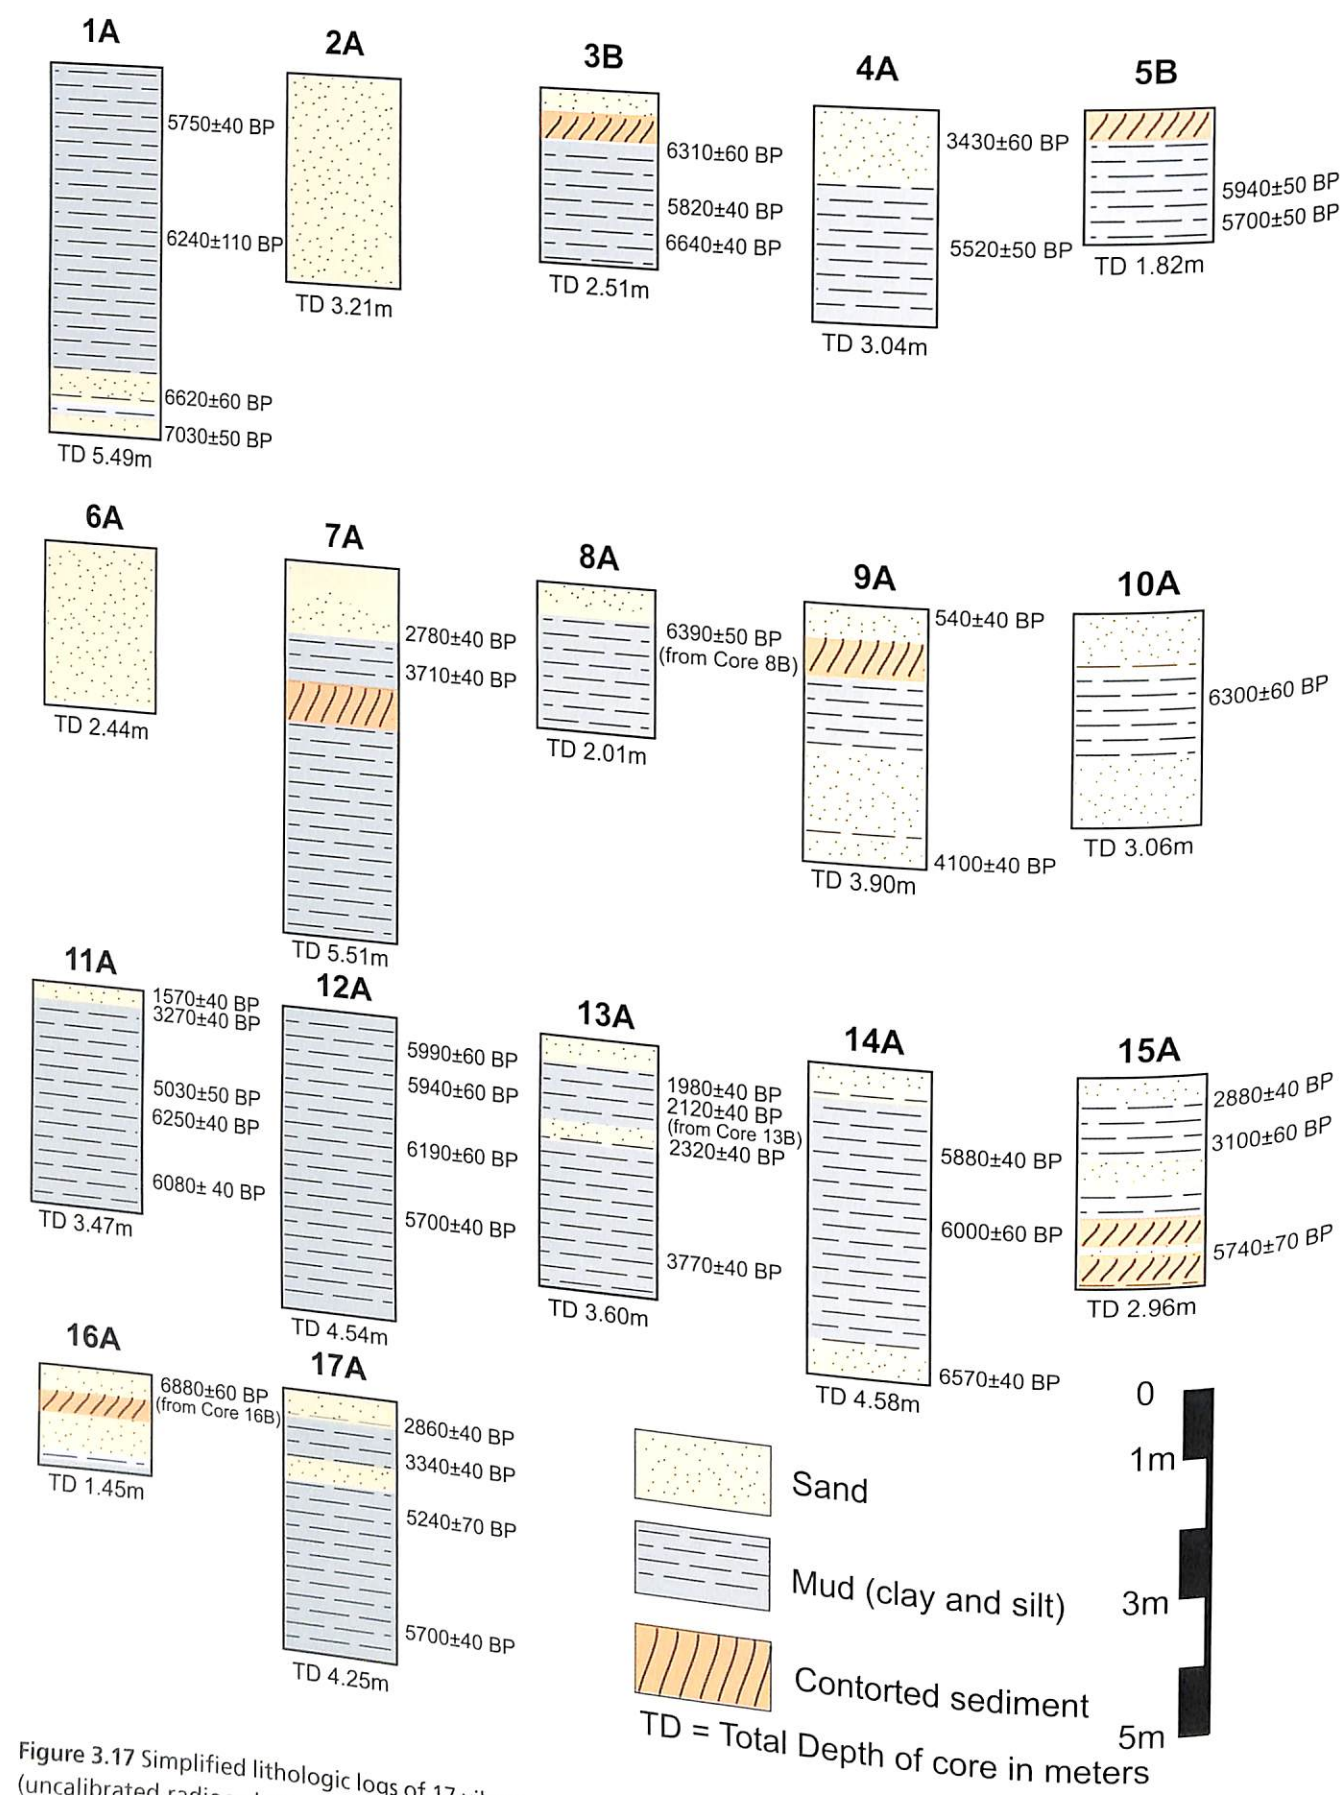 1A
5750±40 BP
6240±110 BP
6620±60 BP
7030±50 BP
TD 5.49m
2A
TD 3.21m
3B
6310±60 BP
5820±40 BP
6640±40 BP
TD 2.51m
4A
3430±60 BP
5520±50 BP
TD 3.04m
5B
5940±50 BP
5700±50 BP
TD 1.82m
6A
TD 2.44m
7A
2780±40 BP
3710±40 BP
TD 5.51m
8A
6390±50 BP
(from Core 8B)
TD 2.01m
9A
540±40 BP
4100±40 BP
TD 3.90m
10A
6300±60 BP
TD 3.06m
11A
1570±40 BP
3270±40 BP
5030±50 BP
6250±40 BP
6080± 40 BP
TD 3.47m
12A
5990±60 BP
5940±60 BP
6190±60 BP
5700±40 BP
TD 4.54m
13A
1980±40 BP
2120±40 BP
(from Core 13B)
2320±40 BP
3770±40 BP
TD 3.60m
14A
5880±40 BP
6000±60 BP
6570±40 BP
TD 4.58m
15A
2880±40 BP
3100±60 BP
5740±70 BP
TD 2.96m
16A
6880±60 BP
(from Core 16B)
TD 1.45m
17A
2860±40 BP
3340±40 BP
5240±70 BP
5700±40 BP
TD 4.25m
Sand
Mud (clay and silt)
Contorted sediment
TD = Total Depth of core in meters
0
1m
3m
5m
Figure 3.17 Simplified lithologic logs of 17
(uncalibrated